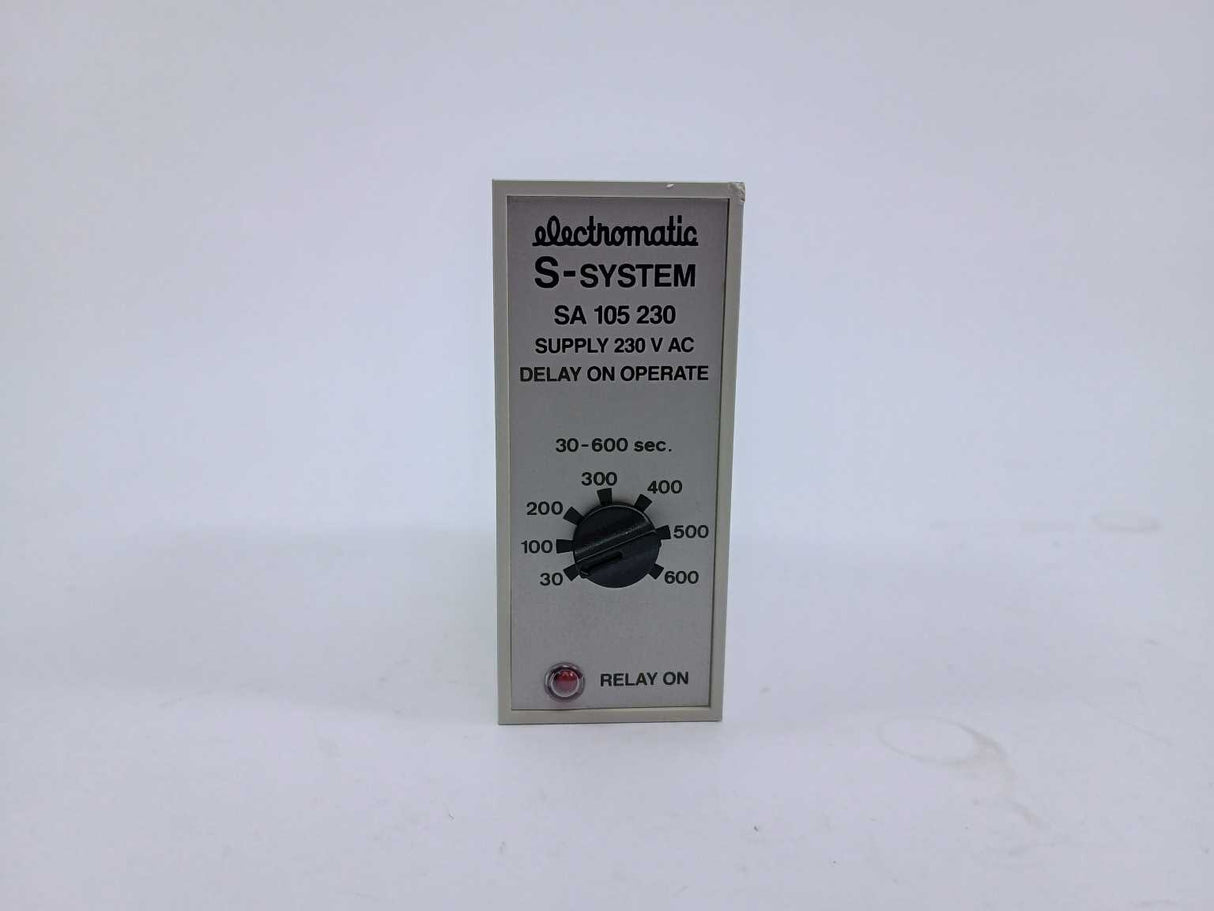 electromatic
S-SYSTEM
SA 105 230
SUPPLY 230 V AC
DELAY ON OPERATE
30-600 sec.
300
400
200
500
100
30
600
RELAY ON